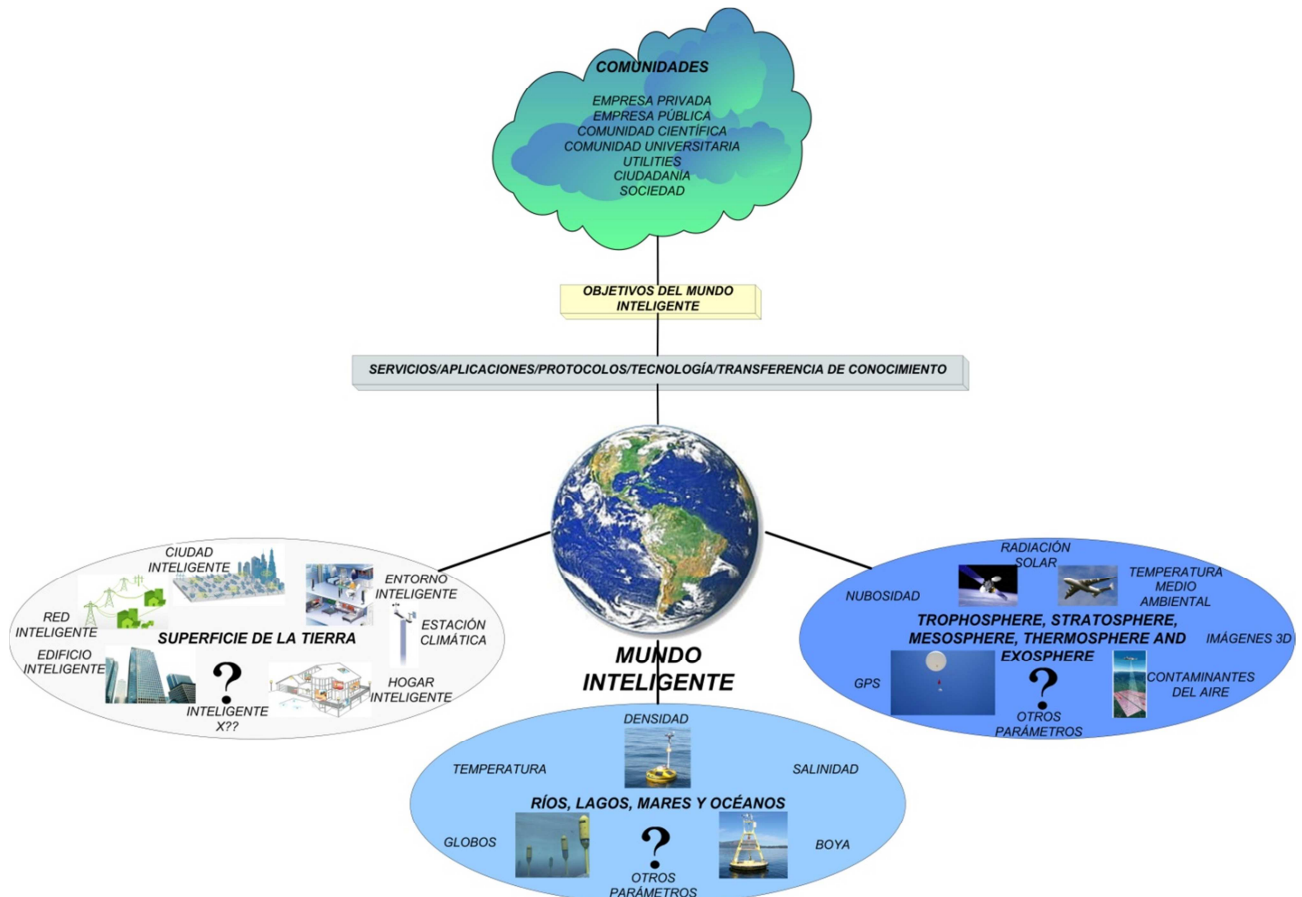 COMUNIDADES
EMPRESA PRIVADA
EMPRESA PÚBLICA
COMUNIDAD CIENTÍFICA
COMUNIDAD UNIVERSITARIA
UTILITIES
CIUDADANÍA
SOCIEDAD
OBJETIVOS DEL MUNDO
INTELIGENTE
SERVICIOS/APLICACIONES/PROTOCOLOS/TECNOLOGÍA/TRANSFERENCIA DE CONOCIMIENTO
MUNDO
INTELIGENTE
CIUDAD
INTELIGENTE
ENTORNO
INTELIGENTE
RED
INTELIGENTE
SUPERFICIE DE LA TIERRA
ESTACIÓN
CLIMÁTICA
EDIFICIO
INTELIGENTE
?
INTELIGENTE
X??
HOGAR
INTELIGENTE
RADIACIÓN
SOLAR
NUBOSIDAD
TEMPERATURA
MEDIO
AMBIENTAL
TROPHOSPHERE, STRATOSPHERE,
MESOSPHERE, THERMOSPHERE AND
EXOSPHERE
IMÁGENES 3D
GPS
?
OTROS
PARÁMETROS
CONTAMINANTES
DEL AIRE
DENSIDAD
TEMPERATURA
SALINIDAD
RÍOS, LAGOS, MARES Y OCÉANOS
GLOBOS
?
OTROS
PARÁMETROS
BOYA